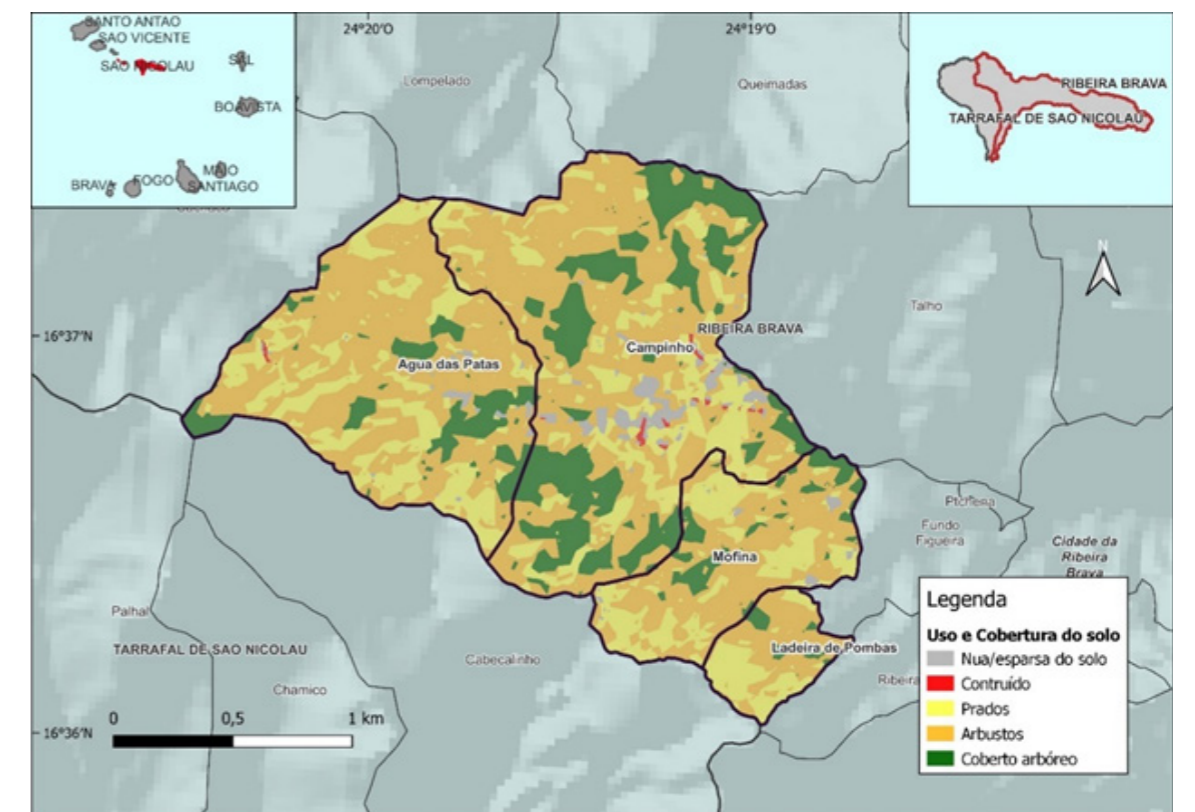 SANTO ANTAO
SAO VICENTE
SAO NICOLAU
SAL
BOAVISTA
MAIO
BRAVA
FOGO
SANTIAGO
24°20'O
24°19'O
RIBEIRA BRAVA
TARRAFAL DE SAO NICOLAU
Lompelado
Queimadas
N
Talho
16°37'N
RIBEIRA BRAVA
Campinho
Agua das Patas
Ptchena
Fundo
Figueira
Cidade da
Ribeira
Brava
Mofina
Palhal
TARRAFAL DE SAO NICOLAU
Cabecalinho
Ladeira de Pombas
Chamico
Ribeira
16°36'N
0 0,5 1 km
Legenda
Uso e Cobertura do solo
Nua/esparsa do solo
Contruído
Prados
Arbustos
Coberto arbóreo